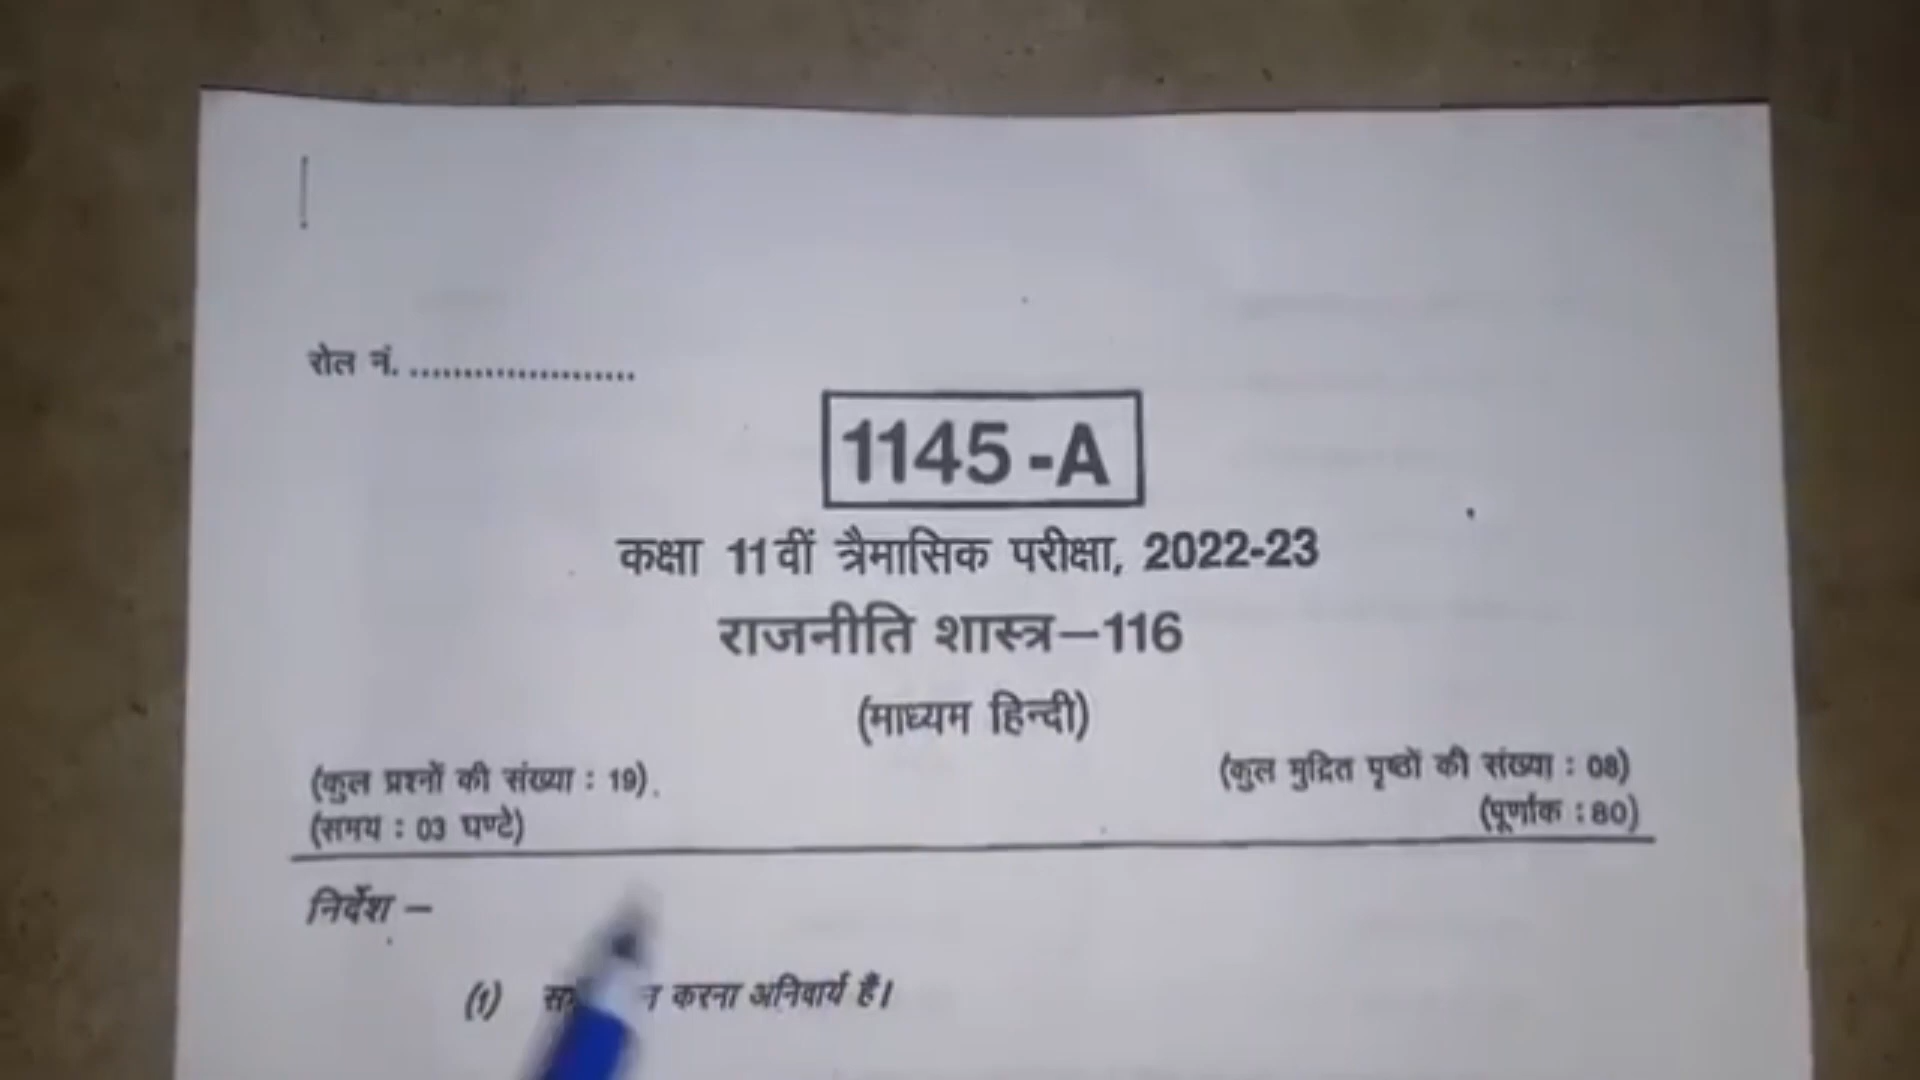 रोल नं. .....................
1145-A
कक्षा 11वीं त्रैमासिक परीक्षा, 2022-23
राजनीति शास्त्र–116
(माध्यम हिन्दी)
(कुल प्रश्नों की संख्या : 19).
(कुल मुद्रित पृष्ठों की संख्या : 08)
(समय : 03 घण्टे)
(पूर्णांक : 80)
निर्देश –
(1) करना अनिवार्य हैं।